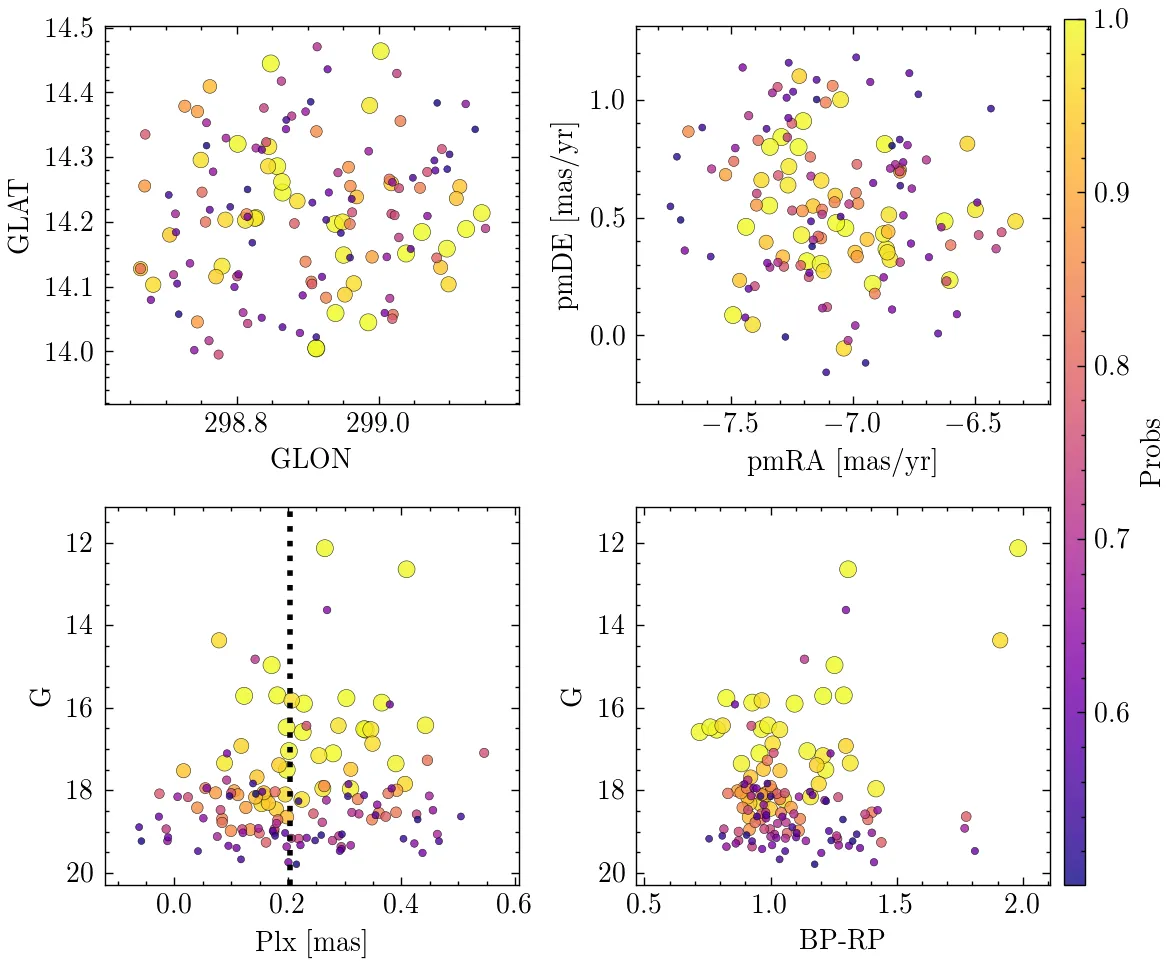 14.5
14.4
14.3
14.2
14.1
14.0
GLAT
298.8 299.0
GLON
1.0
0.5
0.0
pmDE [mas/yr]
−7.5 −7.0 −6.5
pmRA [mas/yr]
1.0
0.9
0.8
0.7
0.6
Probs
12
14
16
18
20
G
0.0 0.2 0.4 0.6
Plx [mas]
12
14
16
18
20
G
0.5 1.0 1.5 2.0
BP-RP